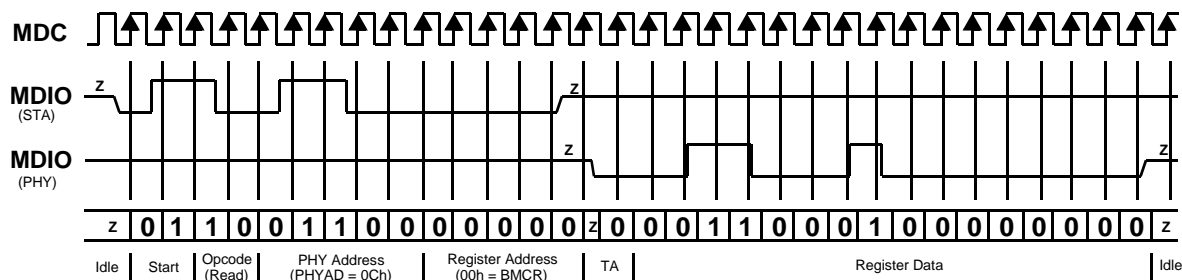 MDC
z
MDIO
(STA)
z
MDIO
(PHY)
z
z
z 0 1 1 0 0 1 1 0 0 0 0 0 0 0 z 0 0 0 1 1 0 0 0 1 0 0 0 0 0 0 0 0 z
Idle
Start
Opcode
(Read)
PHY Address
(PHYAD = 0Ch)
Register Address
(00h = BMCR)
TA
Register Data
Idle